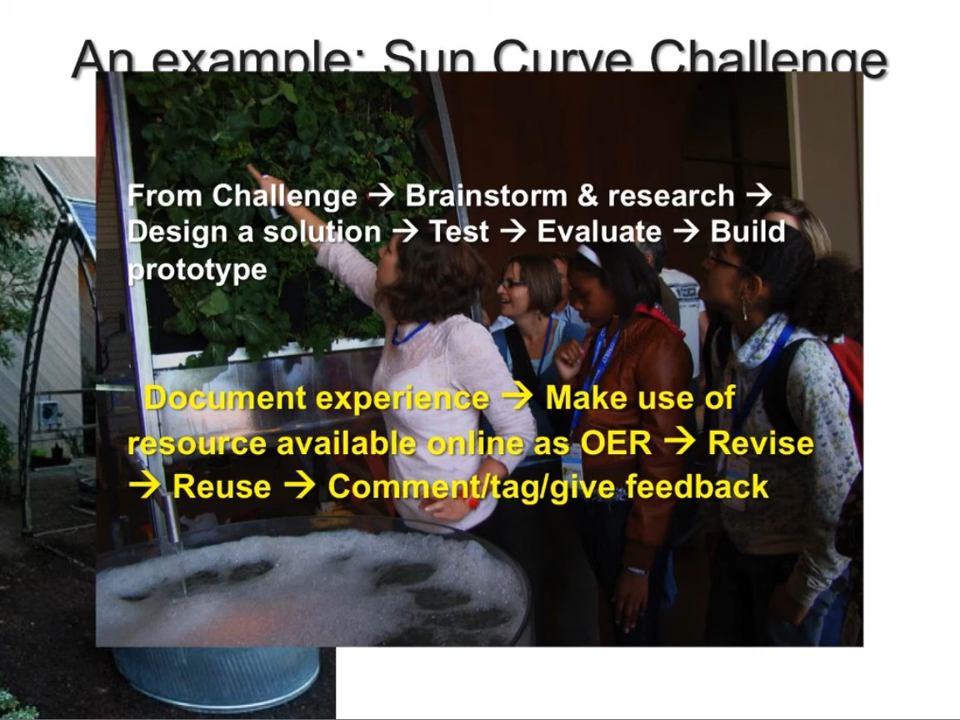 An example: Sun Curve Challenge
From Challenge → Brainstorm & research →
Design a solution → Test → Evaluate → Build
prototype
Document experience → Make use of
resource available online as OER → Revise
→ Reuse → Comment/tag/give feedback